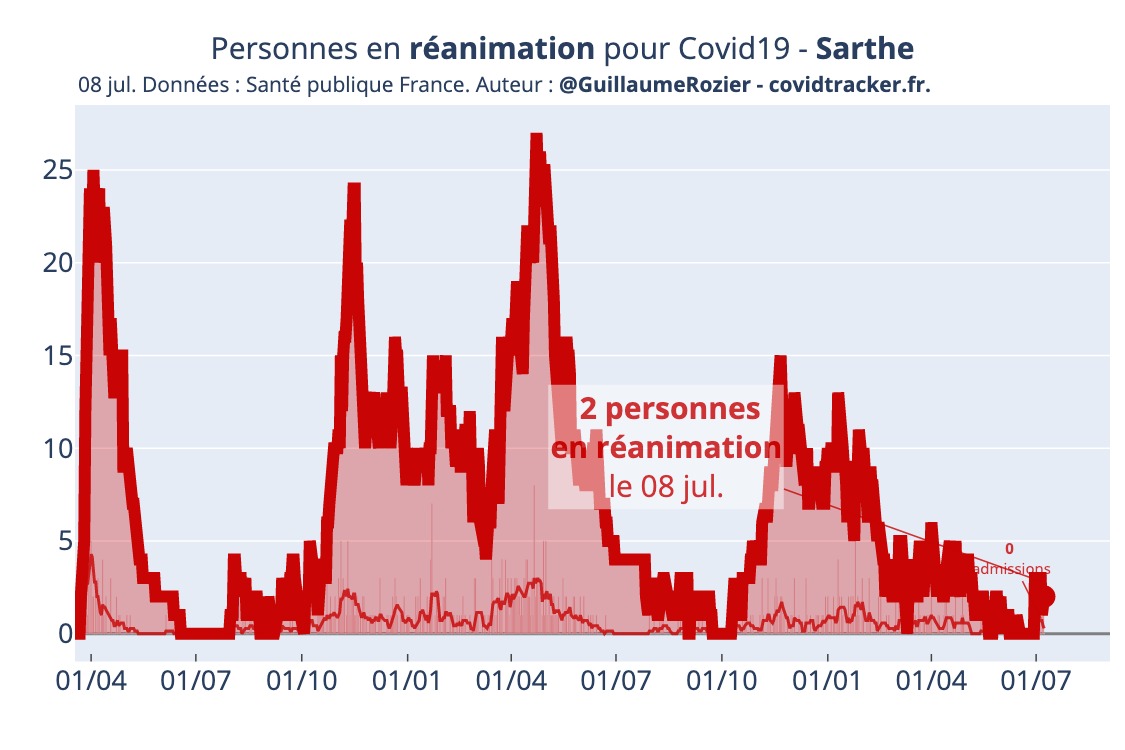 Personnes en réanimation pour Covid19 - Sarthe
08 jul. Données : Santé publique France. Auteur : @GuillaumeRozier - covidtracker.fr.
25
20
15
10
5
0
2 personnes
en réanimation
le 08 jul.
0
admissions
01/04 01/07 01/10 01/01 01/04 01/07 01/10 01/01 01/04 01/07